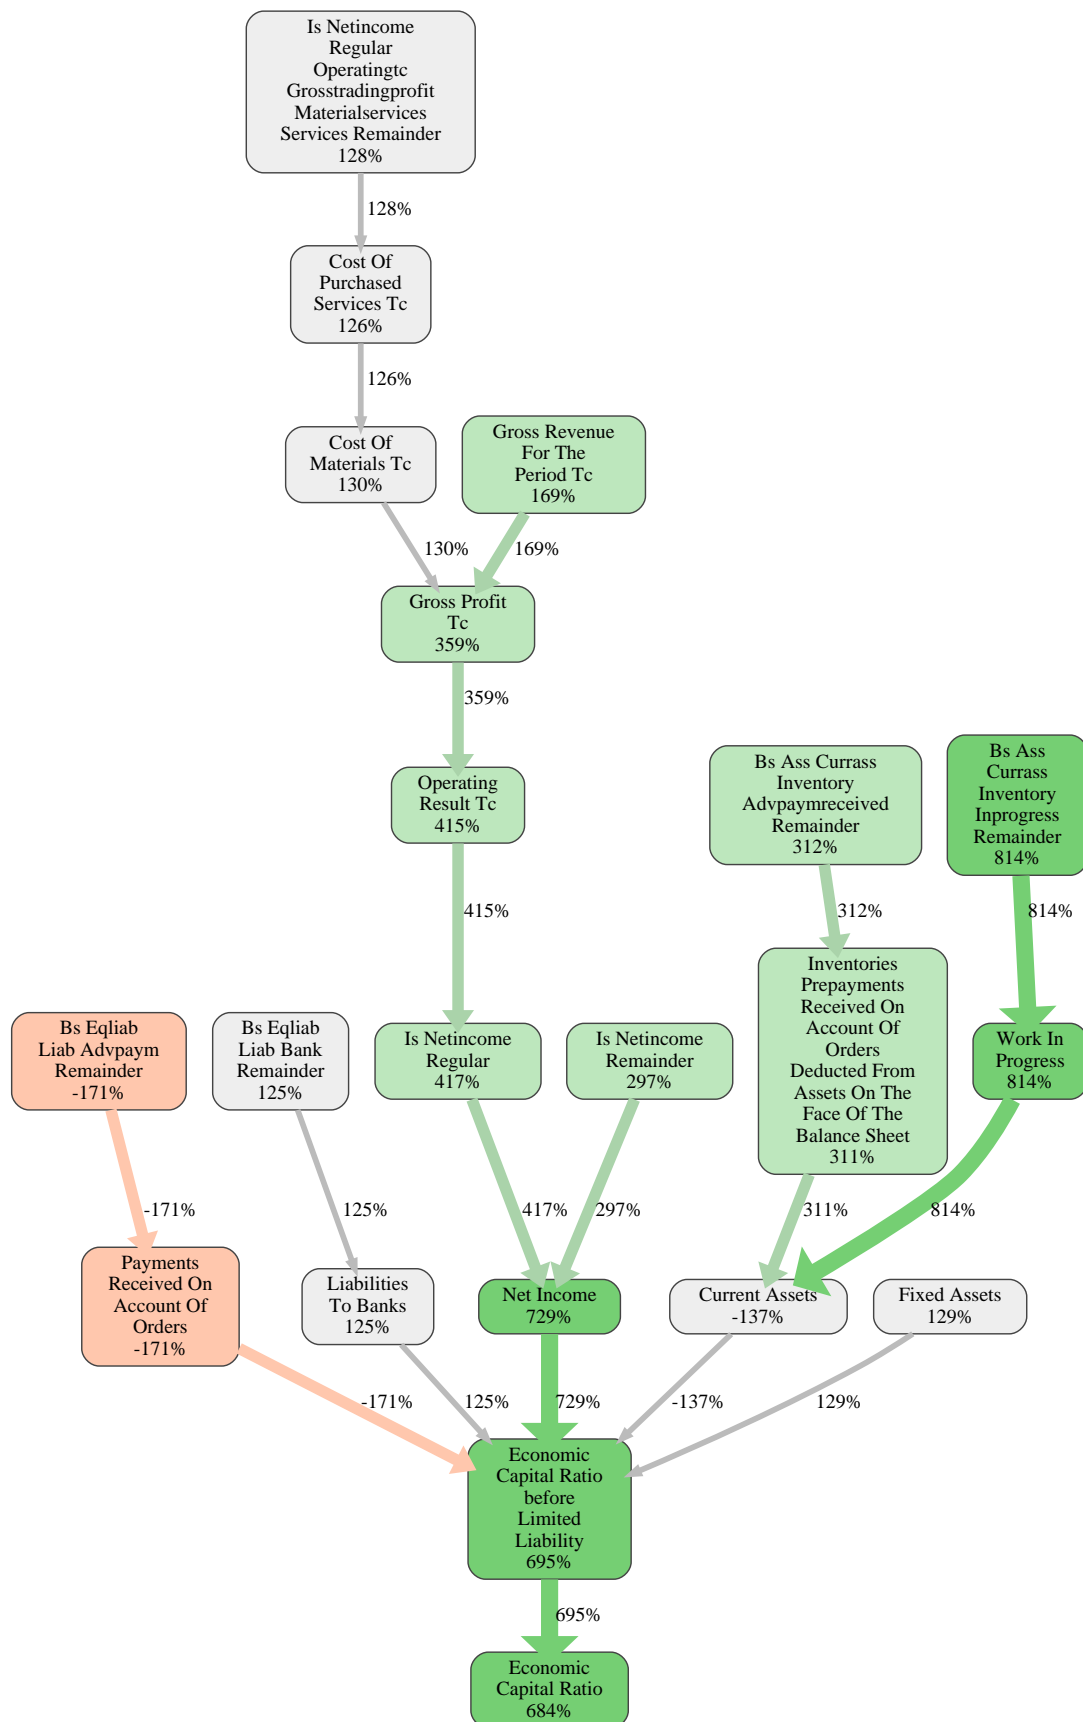 Is Netincome
Regular
Operatingtc
Grosstradingprofit
Materialservices
Services Remainder
128%
128%
Cost Of
Purchased
Services Tc
126%
126%
Cost Of
Materials Tc
130%
Gross Revenue
For The
Period Tc
169%
130%
169%
Gross Profit
Tc
359%
359%
Operating
Result Tc
415%
Bs Ass Currass
Inventory
Advpaymreceived
Remainder
312%
Bs Ass
Currass
Inventory
Inprogress
Remainder
814%
415%
312%
814%
Bs Eqliab
Liab Advpaym
Remainder
-171%
Bs Eqliab
Liab Bank
Remainder
125%
Is Netincome
Regular
417%
Is Netincome
Remainder
297%
Inventories
Prepayments
Received On
Account Of
Orders
Deducted From
Assets On The
Face Of The
Balance Sheet
311%
Work In
Progress
814%
-171%
125%
417%
297%
311%
814%
Payments
Received On
Account Of
Orders
-171%
Liabilities
To Banks
125%
Net Income
729%
Current Assets
-137%
Fixed Assets
129%
-171%
125%
729%
-137%
129%
Economic
Capital Ratio
before
Limited
Liability
695%
695%
Economic
Capital Ratio
684%